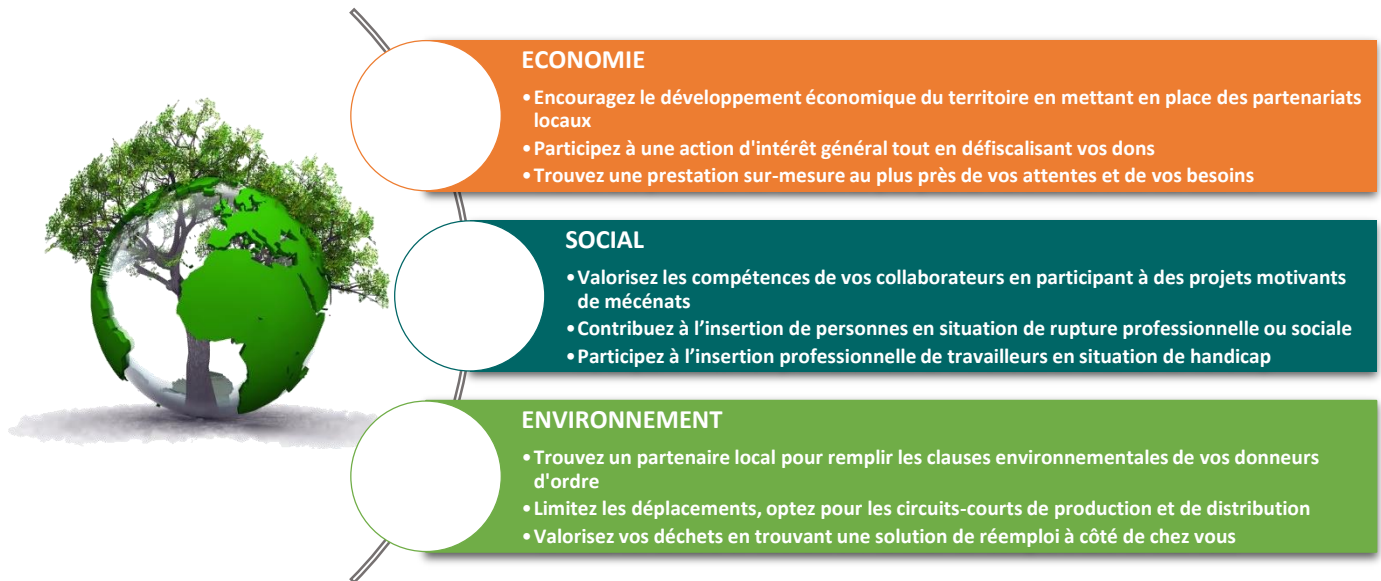 ECONOMIE
•Encouragez le développement économique du territoire en mettant en place des partenariats
locaux
•Participez à une action d'intérêt général tout en défiscalisant vos dons
•Trouvez une prestation sur-mesure au plus près de vos attentes et de vos besoins
SOCIAL
•Valorisez les compétences de vos collaborateurs en participant à des projets motivants
de mécénats
•Contribuez à l’insertion de personnes en situation de rupture professionnelle ou sociale
•Participez à l’insertion professionnelle de travailleurs en situation de handicap
ENVIRONNEMENT
•Trouvez un partenaire local pour remplir les clauses environnementales de vos donneurs
d'ordre
•Limitez les déplacements, optez pour les circuits-courts de production et de distribution
•Valorisez vos déchets en trouvant une solution de réemploi à côté de chez vous